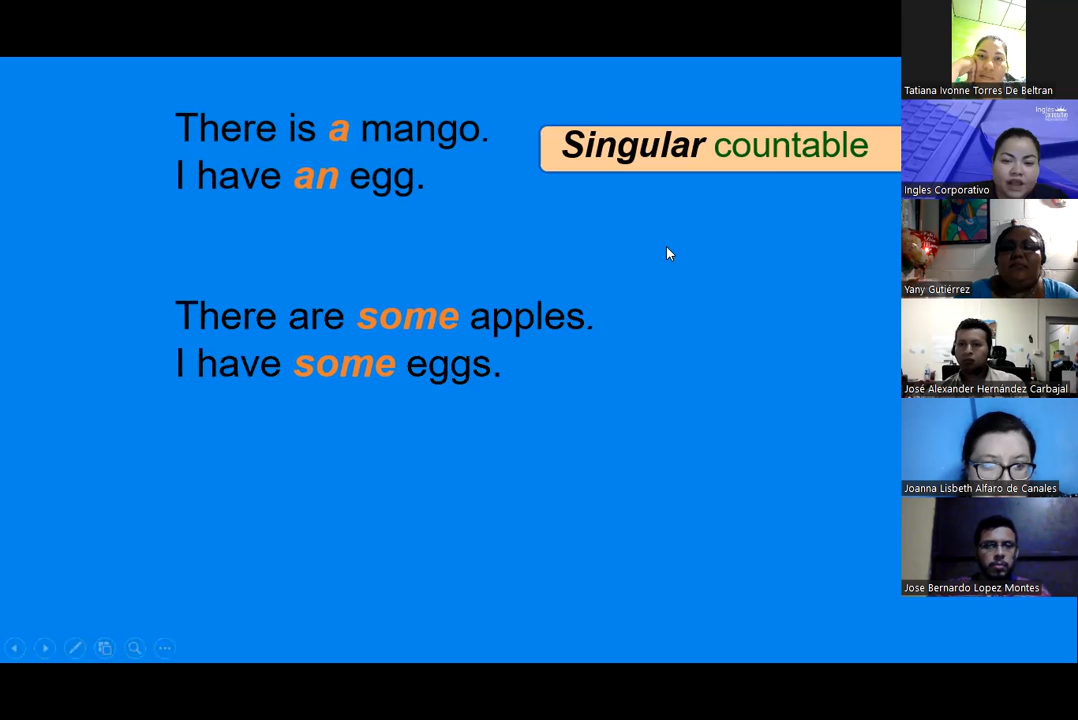 There is a mango.
I have an egg.
Singular countable
There are some apples.
I have some eggs.
Tatiana Ivonne Torres De Beltran
Ingles Corporativo
Yany Gutiérrez
José Alexander Hernández Carbajal
Joanna Lisbeth Alfaro de Canales
Jose Bernardo Lopez Montes